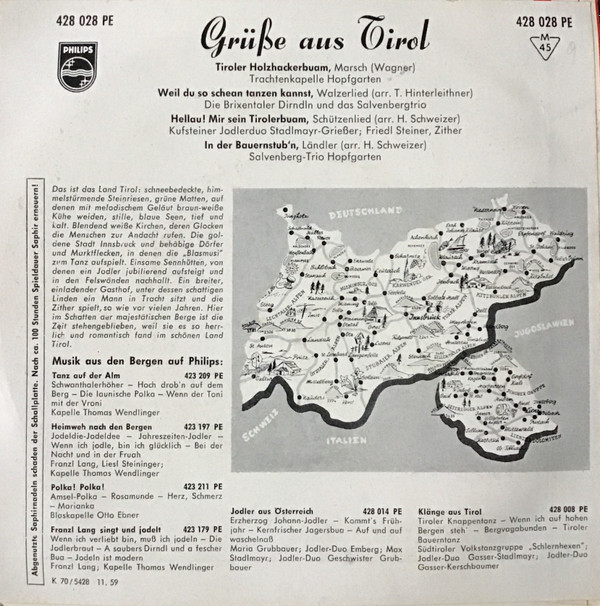 428 028 PE
428 028 PE
PHILIPS
M
45
Grüße aus Tirol
Tiroler Holzhackerbuam, Marsch (Wagner)
Trachtenkapelle Hopfgarten
Weil du so schean tanzen kannst, Walzerlied (arr. T. Hinterleithner)
Die Brixentaler Dirndln und das Salvenbergtrio
Hellau! Mir sein Tirolerbuam, Schützenlied (arr. H. Schweizer)
Kufsteiner Jodlerduo Stadlmayr-Grießer; Friedl Steiner, Zither
In der Bauernstub'n, Ländler (arr. H. Schweizer)
Salvenberg-Trio Hopfgarten
Abgenutzte Saphirnadeln schaden der Schallplatte. Nach ca. 100 Stunden Spieldauer Saphir erneuern!
Das ist das Land Tirol: schneebedeckte, him-
melstürmende Steinriesen, grüne Matten, auf
denen mit melodischem Geläut braun-weiße
Kühe weiden, stille, blaue Seen, tief und
kalt. Blendend weiße Kirchen, deren Glocken
die Menschen zur Andacht rufen. Die gol-
dene Stadt Innsbruck und behäbige Dörfer
und Marktflecken, in denen die „Blasmusi"
zum Tanz aufspielt. Einsame Sennhütten, von
denen ein Jodler jubilierend aufsteigt und
in den Felswänden nachhallt. Ein breiter,
einladender Gasthof, unter dessen schattigen
Linden ein Mann in Tracht sitzt und die
Zither spielt, so wie vor vielen Jahren. Hier
im Schatten der majestätischen Berge ist die
Zeit stehengeblieben, weil sie es so herr-
lich und romantisch fand im schönen Land
Tirol.
DEUTSCHLAND
JUGOSLAWIEN
SCHWEIZ
ITALIEN
DOLOMITEN
Musik aus den Bergen auf Philips:
Tanz auf der Alm 423 209 PE
Schwanthalerhöher – Hoch drob'n auf dem
Berg – Die launische Polka – Wenn der Toni
mit der Vroni
Kapelle Thomas Wendlinger
Heimweh nach den Bergen 423 197 PE
Jodeldie-Jodeldee – Jahreszeiten-Jodler –
Wenn ich jodle, bin ich glücklich – Bei der
Nacht und in der Fruah
Franzl Lang, Liesl Steininger;
Kapelle Thomas Wendlinger
Polka! Polka! 423 211 PE
Amsel-Polka – Rosamunde – Herz, Schmerz
– Marianka
Blaskapelle Otto Ebner
Franzl Lang singt und jodelt 423 179 PE
Wenn ich verliebt bin, muß ich jodeln – Die
Jodlerbraut – A saubers Dirndl und a fescher
Bua – Jodeln ist modern
Franzl Lang; Kapelle Thomas Wendlinger
Jodler aus Österreich 428 014 PE
Erzherzog Johann-Jodler – Kommt's Früh-
jahr – Kernfrischer Jagersbua – Auf und auf
waschelnaß
Maria Grubbauer; Jodler-Duo Emberg; Max
Stadlmayr; Jodler-Duo Geschwister Grub-
bauer
Klänge aus Tirol 428 008 PE
Tiroler Knappentanz – Wenn ich auf hohen
Bergen steh' – Bergvagabunden – Tiroler
Bauerntanz
Südtiroler Volkstanzgruppe „Schlernhexen";
Jodler-Duo Gasser-Stadlmayr; Jodler-Duo
Gasser-Kerschbaumer
K 70/5428 11. 59